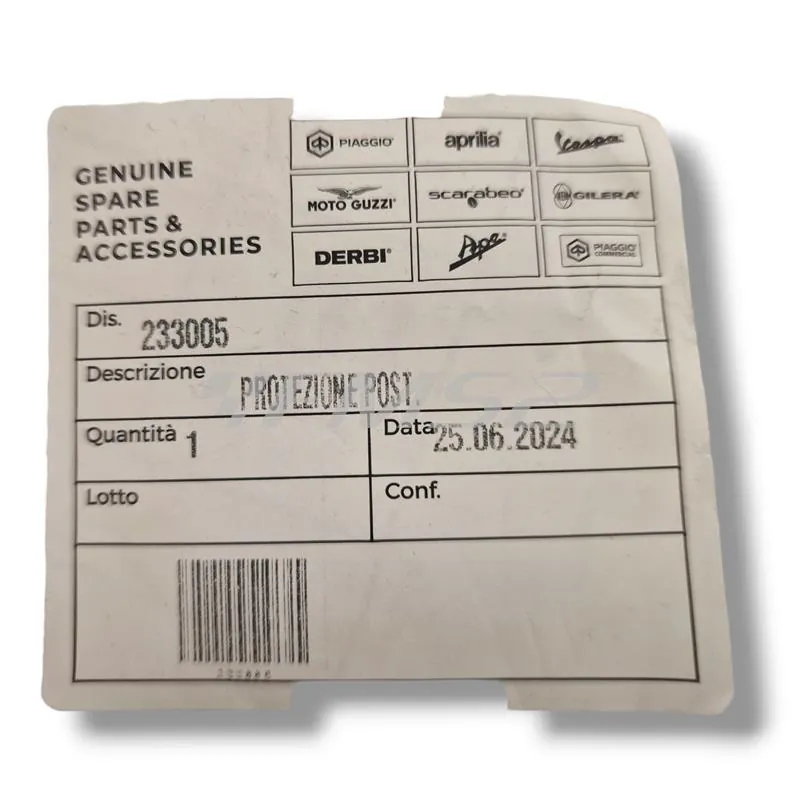 GENUINE
SPARE
PARTS &
ACCESSORIES
PIAGGIO® aprilia® Vespa®
MOTO GUZZI® scarabeo® GILERA®
DERBI® Ape® PIAGGIO® COMMERCIAL
Dis. 233005
Descrizione PROTEZIONE POST.
Quantità 1 Data 25.06.2024
Lotto Conf.